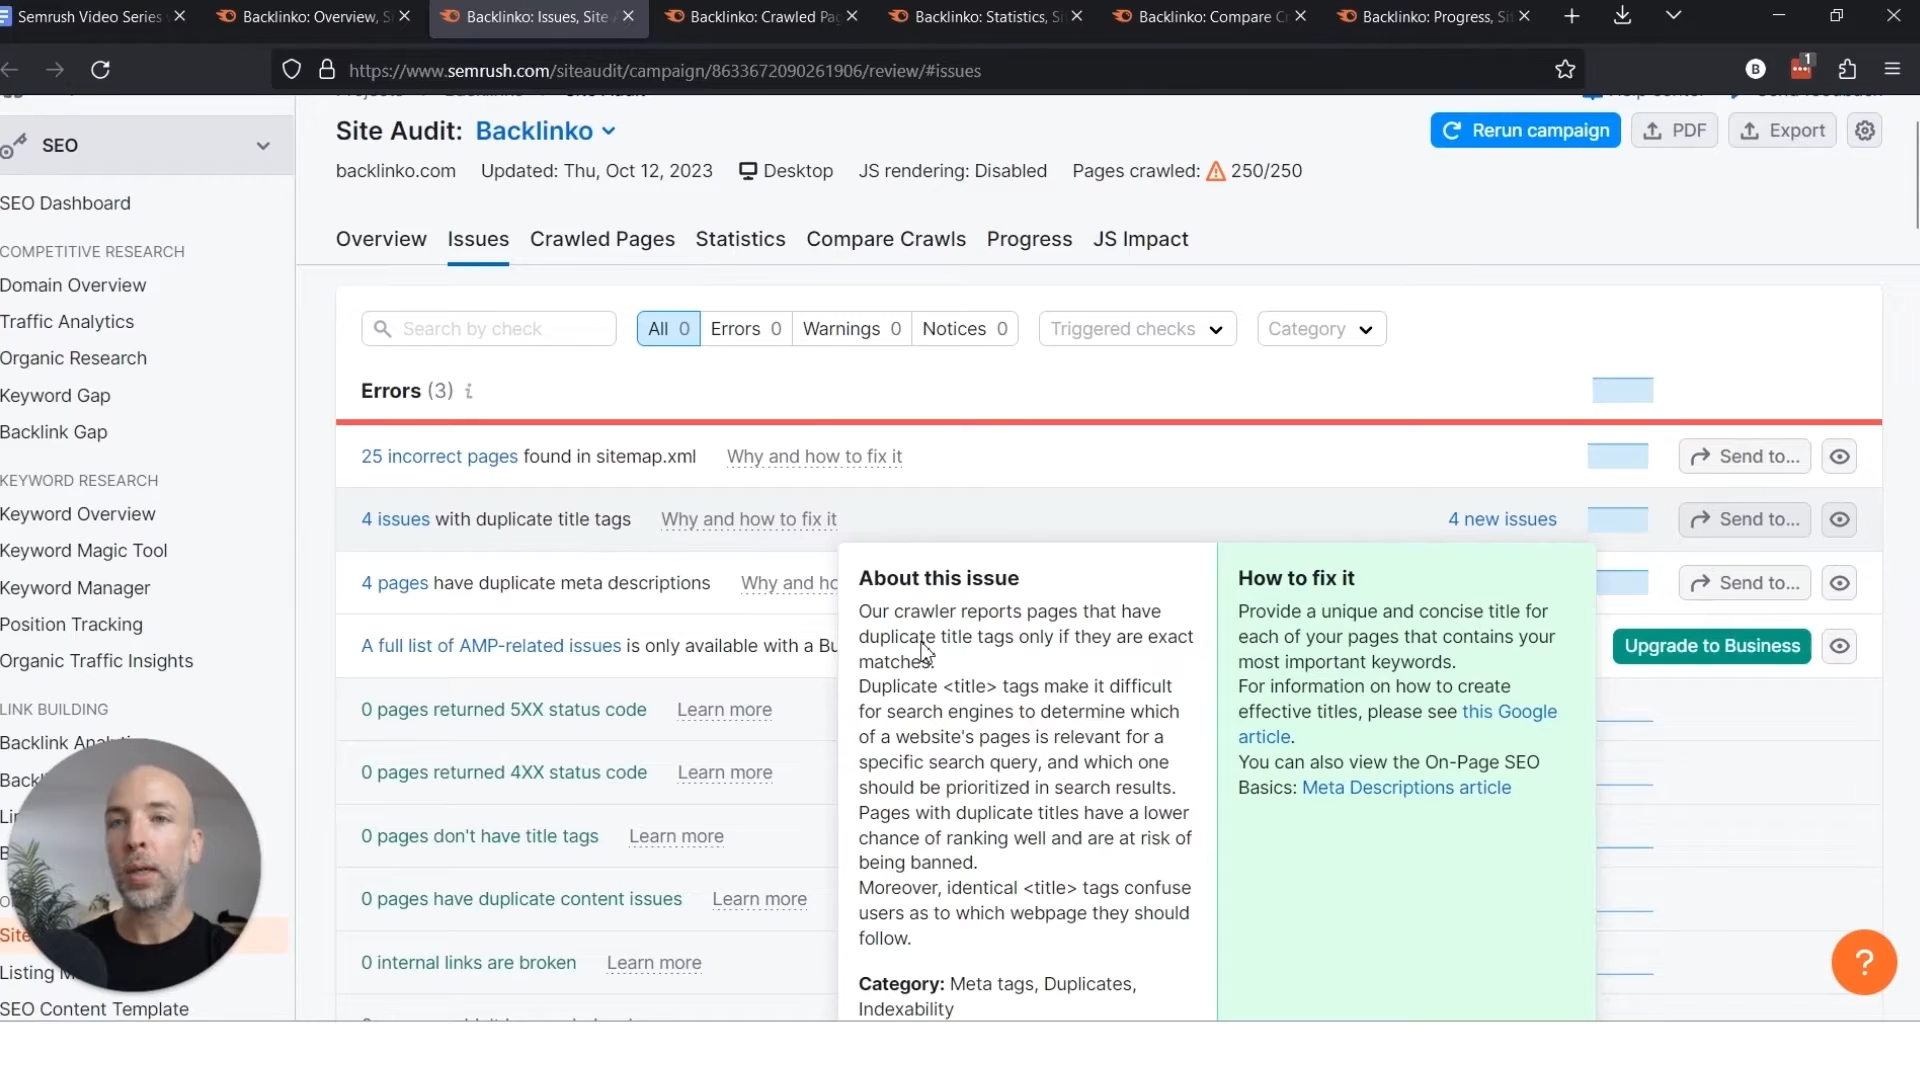 Semrush Video Series
Backlinko: Overview, S
Backlinko: Issues, Site
Backlinko: Crawled Pag
Backlinko: Statistics, Si
Backlinko: Compare Cr
Backlinko: Progress, Sit
https://www.semrush.com/siteaudit/campaign/8633672090261906/review/#issues
B
1
SEO
SEO Dashboard
COMPETITIVE RESEARCH
Domain Overview
Traffic Analytics
Organic Research
Keyword Gap
Backlink Gap
KEYWORD RESEARCH
Keyword Overview
Keyword Magic Tool
Keyword Manager
Position Tracking
Organic Traffic Insights
LINK BUILDING
Backlink
Site
Listing
SEO Content Template
Site Audit: Backlinko
Rerun campaign
PDF
Export
backlinko.com Updated: Thu, Oct 12, 2023 Desktop JS rendering: Disabled Pages crawled: 250/250
Overview Issues Crawled Pages Statistics Compare Crawls Progress JS Impact
Search by check
All 0 Errors 0 Warnings 0 Notices 0
Triggered checks
Category
Errors (3) i
25 incorrect pages found in sitemap.xml Why and how to fix it
Send to...
4 issues with duplicate title tags Why and how to fix it
4 new issues
Send to...
4 pages have duplicate meta descriptions Why and ho
Send to...
A full list of AMP-related issues is only available with a Bu
Upgrade to Business
0 pages returned 5XX status code Learn more
0 pages returned 4XX status code Learn more
0 pages don't have title tags Learn more
0 pages have duplicate content issues Learn more
0 internal links are broken Learn more
About this issue
Our crawler reports pages that have
duplicate title tags only if they are exact
matches.
Duplicate <title> tags make it difficult
for search engines to determine which
of a website's pages is relevant for a
specific search query, and which one
should be prioritized in search results.
Pages with duplicate titles have a lower
chance of ranking well and are at risk of
being banned.
Moreover, identical <title> tags confuse
users as to which webpage they should
follow.
Category: Meta tags, Duplicates,
Indexability
How to fix it
Provide a unique and concise title for
each of your pages that contains your
most important keywords.
For information on how to create
effective titles, please see this Google
article.
You can also view the On-Page SEO
Basics: Meta Descriptions article
?